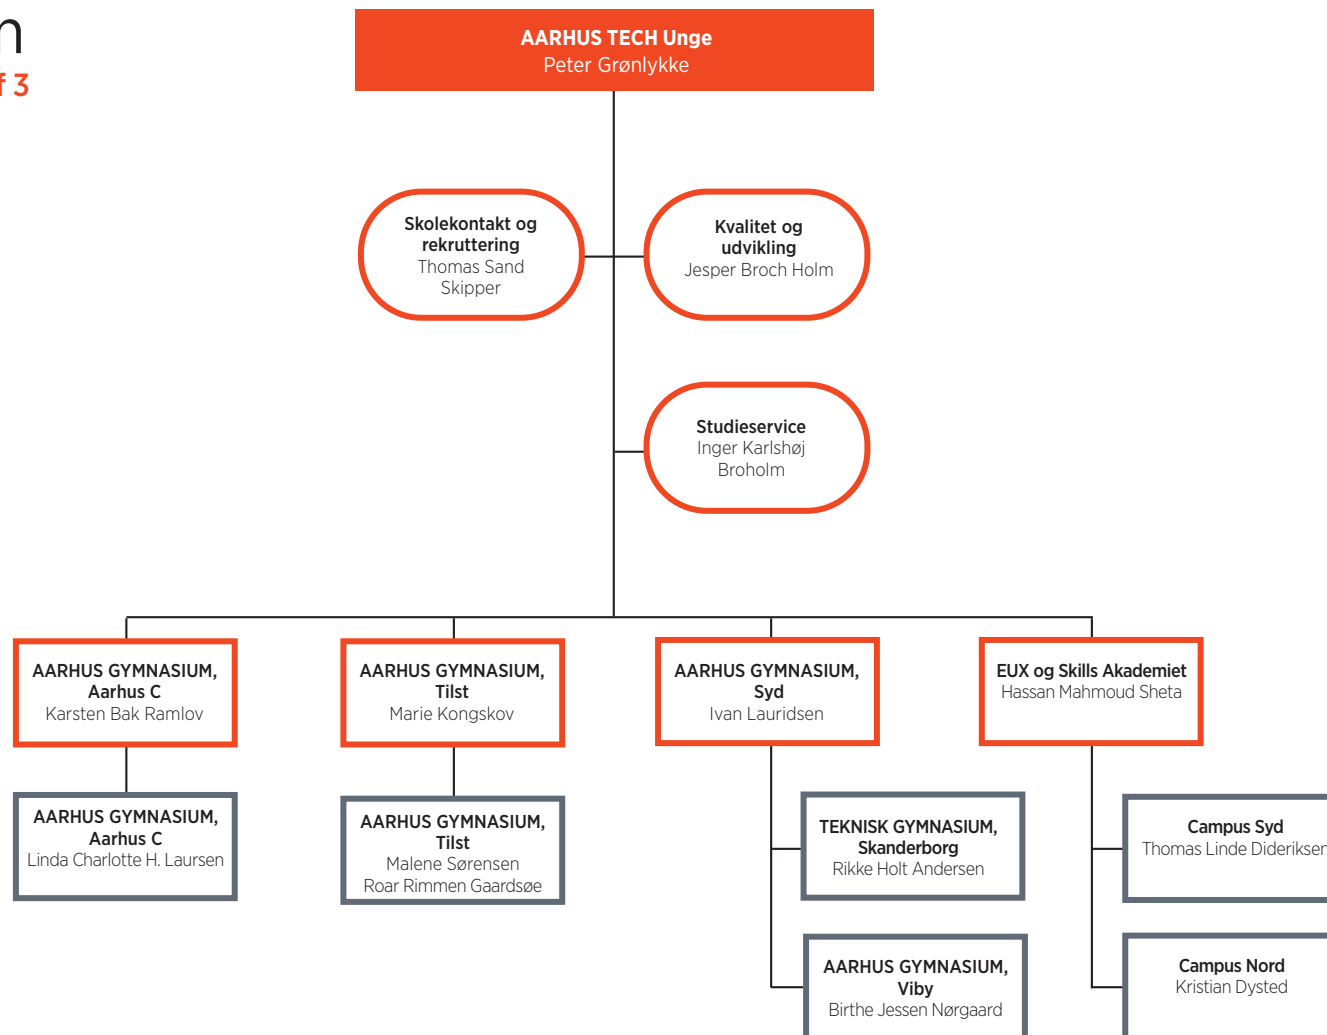 n
f 3
AARHUS TECH Unge
Peter Grønlykke
Skolekontakt og
rekruttering
Thomas Sand
Skipper
Kvalitet og
udvikling
Jesper Broch Holm
Studieservice
Inger Karlshøj
Broholm
AARHUS GYMNASIUM,
Aarhus C
Karsten Bak Ramlov
AARHUS GYMNASIUM,
Tilst
Marie Kongskov
AARHUS GYMNASIUM,
Syd
Ivan Lauridsen
EUX og Skills Akademiet
Hassan Mahmoud Sheta
AARHUS GYMNASIUM,
Aarhus C
Linda Charlotte H. Laursen
AARHUS GYMNASIUM,
Tilst
Malene Sørensen
Roar Rimmen Gaardsøe
TEKNISK GYMNASIUM,
Skanderborg
Rikke Holt Andersen
Campus Syd
Thomas Linde Dideriksen
AARHUS GYMNASIUM,
Viby
Birthe Jessen Nørgaard
Campus Nord
Kristian Dysted